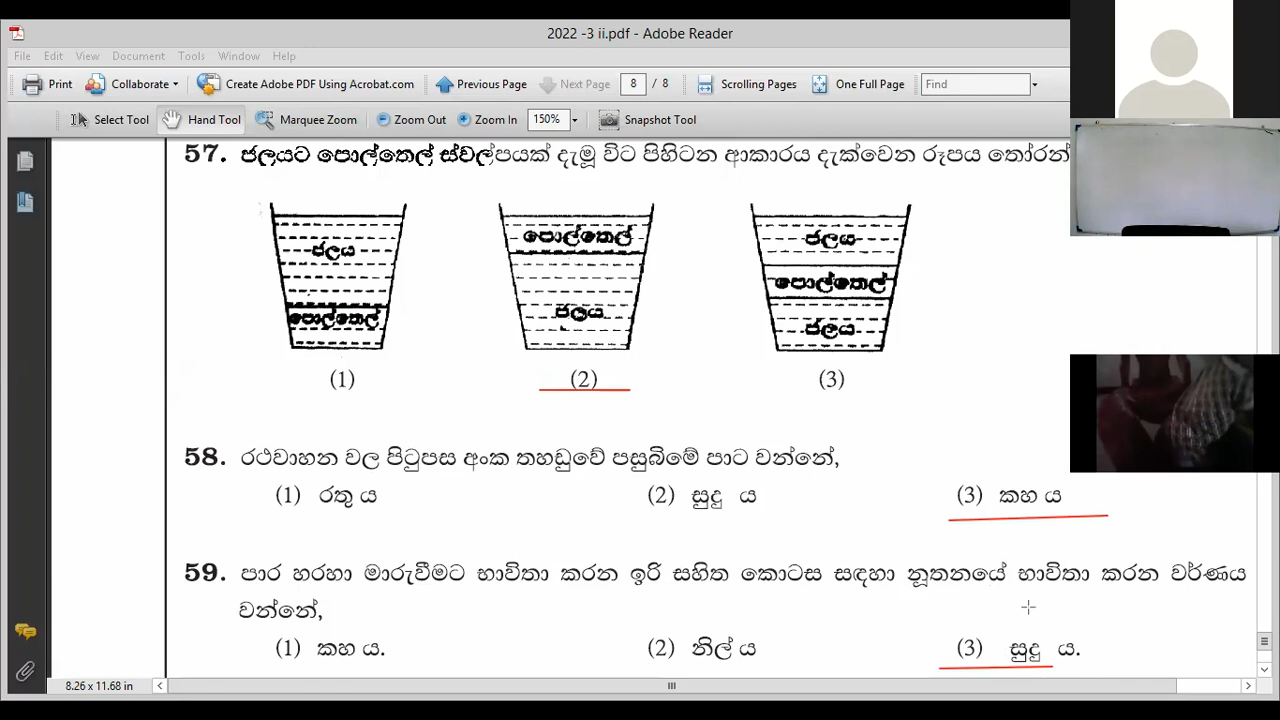 2022 -3 ii.pdf - Adobe Reader
File Edit View Document Tools Window Help
Print Collaborate Create Adobe PDF Using Acrobat.com Previous Page Next Page 8 / 8 Scrolling Pages One Full Page Find
Select Tool Hand Tool Marquee Zoom Zoom Out Zoom In 150% Snapshot Tool
57. ජලයට පොල්තෙල් ස්වල්පයක් දැමූ විට පිහිටන ආකාරය දැක්වෙන රූපය තෝරන්
ජලය පොල්තෙල් ජලය
පොල්තෙල්
පොල්තෙල් ජලය ජලය
(1) (2) (3)
58. රථවාහන වල පිටුපස අංක තහඩුවේ පසුබිමේ පාට වන්නේ,
(1) රතු ය (2) සුදු ය (3) කහ ය
59. පාර හරහා මාරුවීමට භාවිතා කරන ඉරි සහිත කොටස සඳහා නූතනයේ භාවිතා කරන වර්ණය
වන්නේ,
(1) කහ ය. (2) නිල් ය (3) සුදු ය.
8.26 x 11.68 in